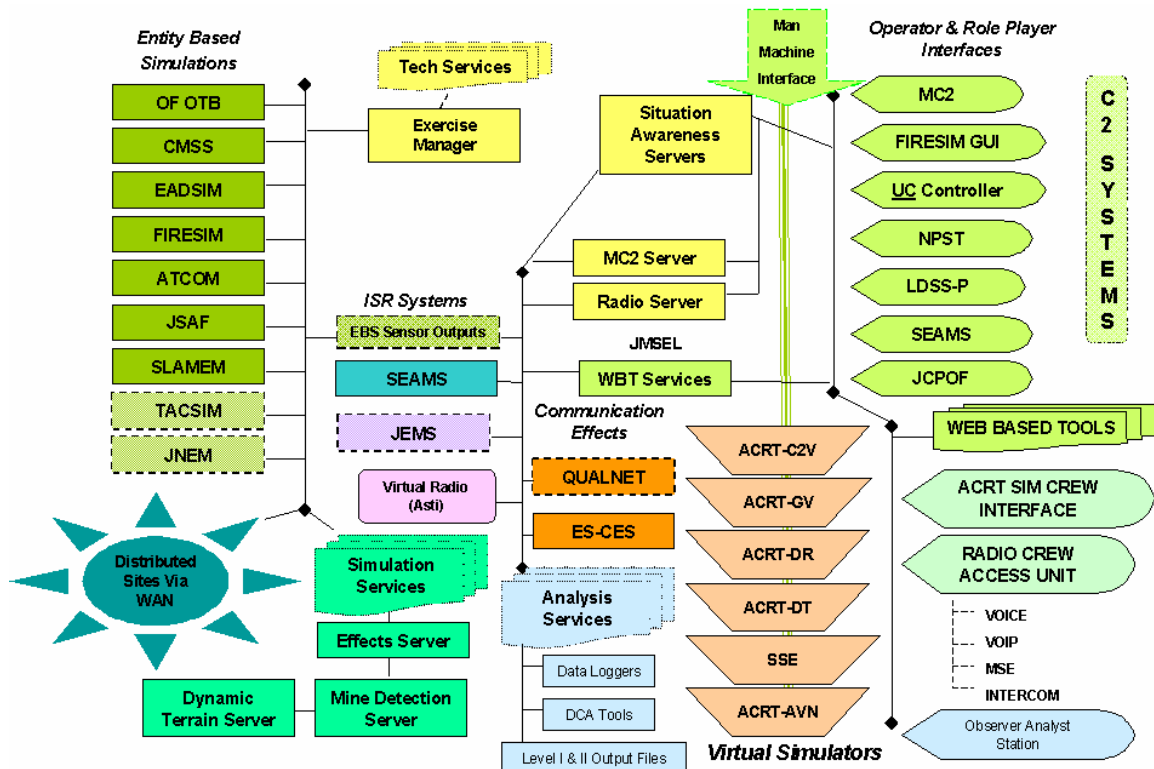 Entity Based
Simulations
OF OTB
CMSS
EADSIM
FIRESIM
ATCOM
JSAF
SLAMEM
TACSIM
JNEM
Distributed
Sites Via
WAN
Tech Services
Exercise
Manager
ISR Systems
EBS Sensor Outputs
SEAMS
JEMS
Virtual Radio
(Asti)
Simulation
Services
Effects Server
Dynamic
Terrain Server
Mine Detection
Server
Situation
Awareness
Servers
MC2 Server
Radio Server
JMSEL
WBT Services
Communication
Effects
QUALNET
ES-CES
Analysis
Services
Data Loggers
DCA Tools
Level I & II Output Files
Man
Machine
Interface
ACRT-C2V
ACRT-GV
ACRT-DR
ACRT-DT
SSE
ACRT-AVN
Virtual Simulators
Operator & Role Player
Interfaces
MC2
FIRESIM GUI
UC Controller
NPST
LDSS-P
SEAMS
JCPOF
C2 SYSTEMS
WEB BASED TOOLS
ACRT SIM CREW
INTERFACE
RADIO CREW
ACCESS UNIT
VOICE
VOIP
MSE
INTERCOM
Observer Analyst
Station